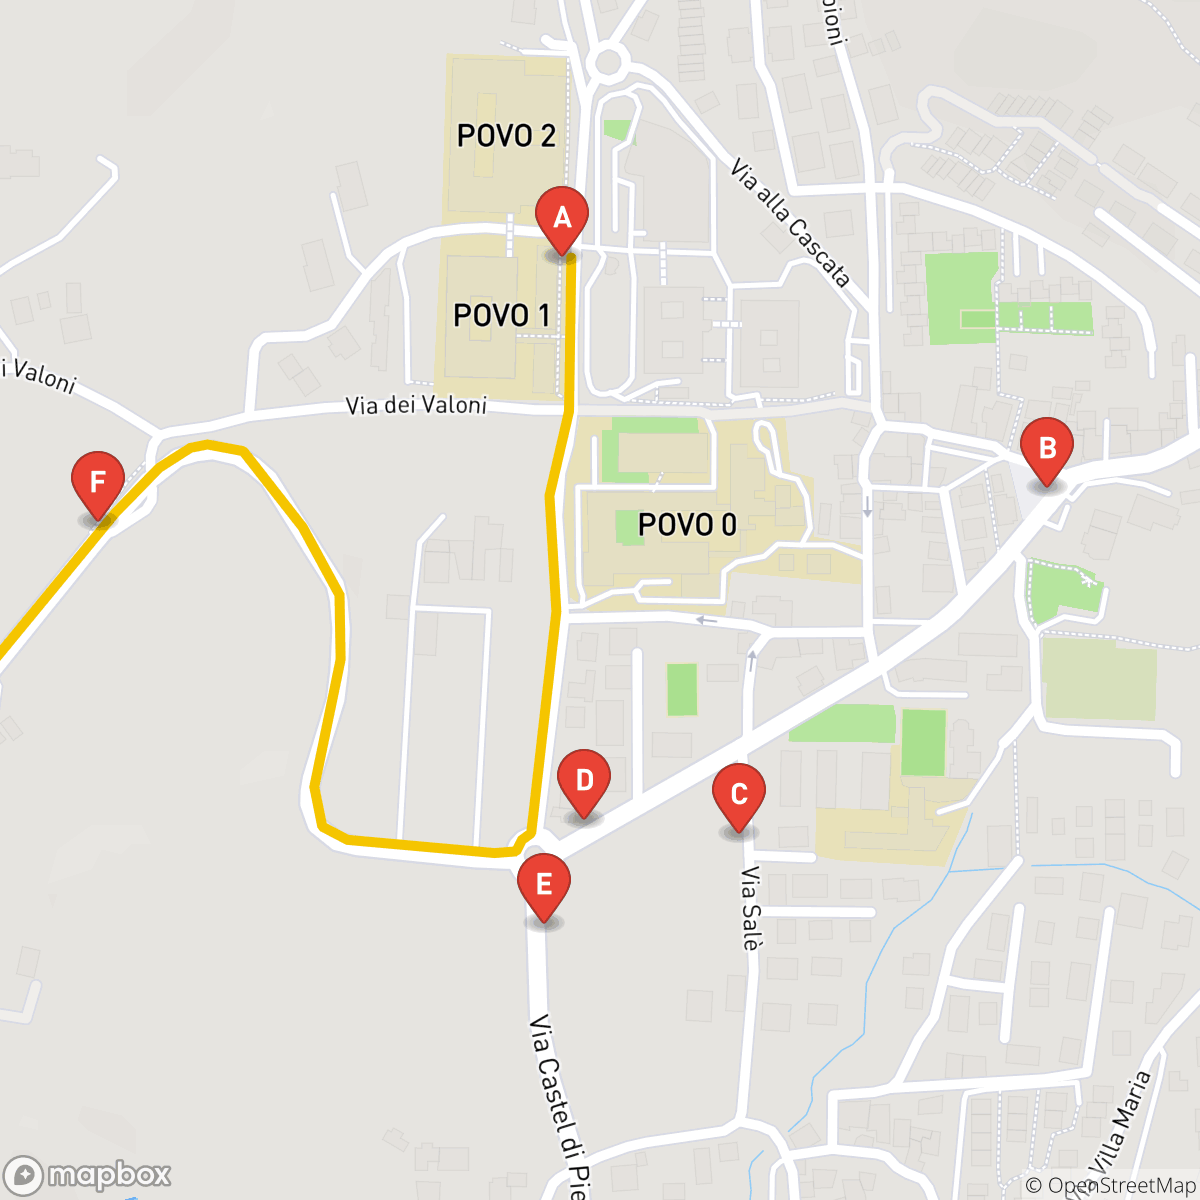 bioni
POVO 2
Via alla Cascata
A
POVO 1
i Valoni
Via dei Valoni
B
F
POVO 0
D
C
E
Via Salè
Via Castel di Pie
Villa Maria
mapbox
© OpenStreetMap